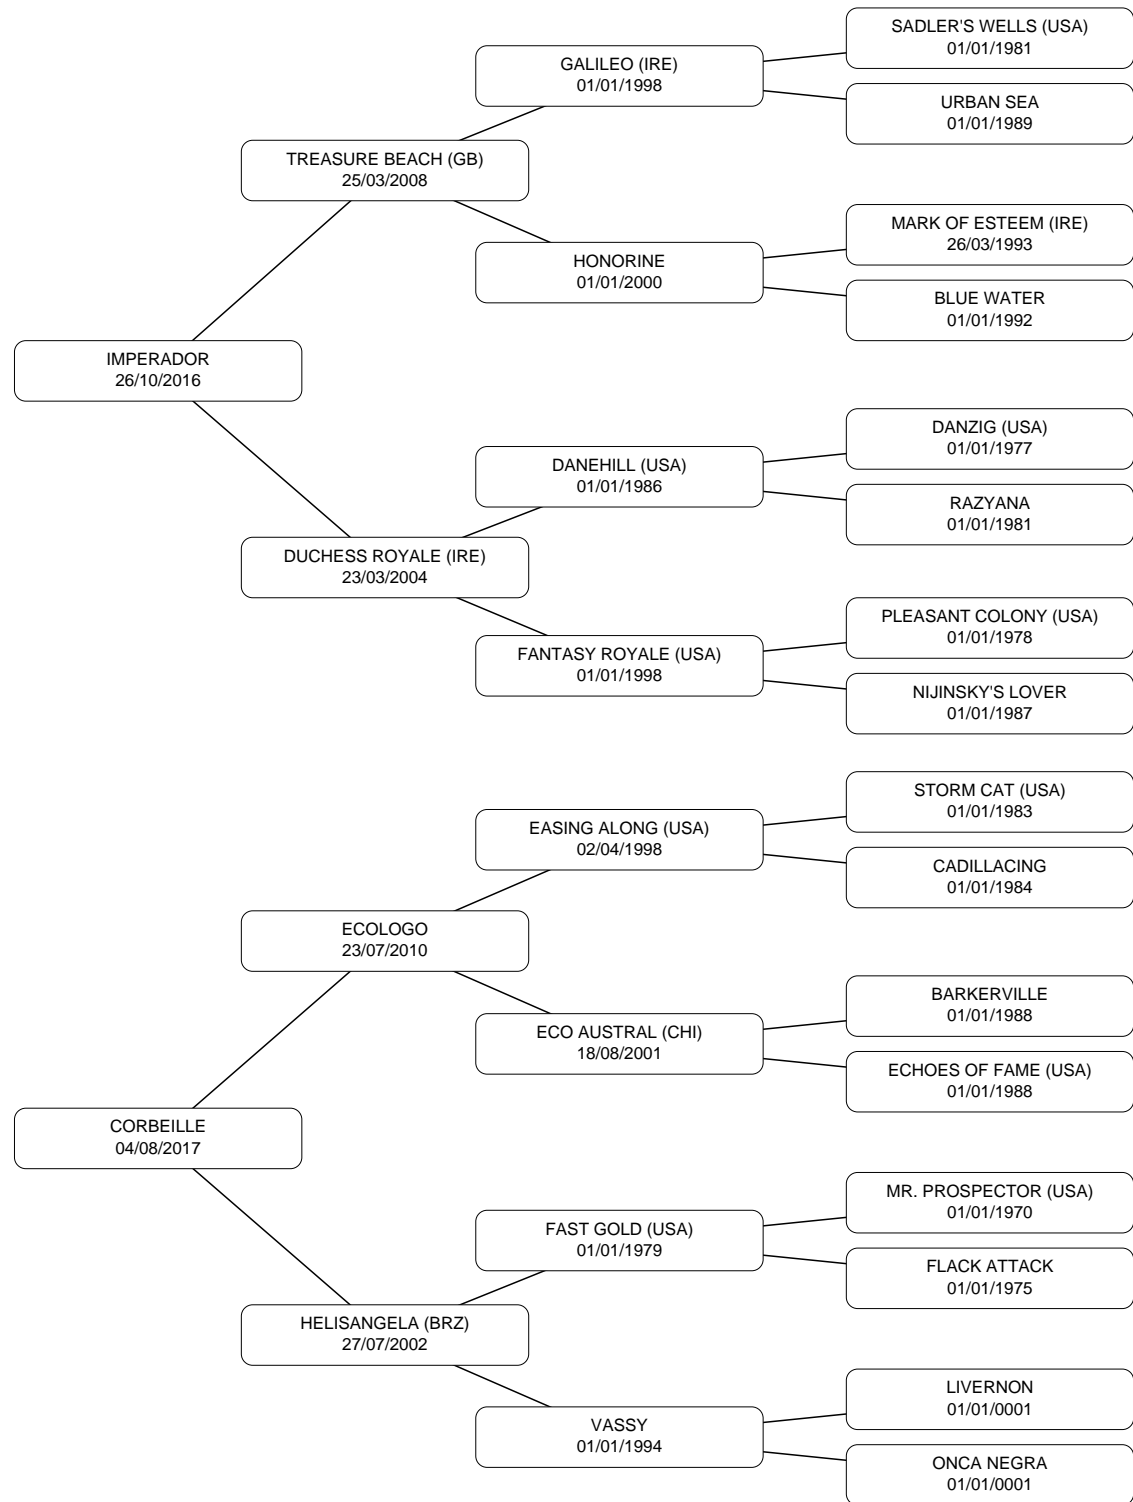 SADLER'S WELLS (USA)
01/01/1981
GALILEO (IRE)
01/01/1998
URBAN SEA
01/01/1989
TREASURE BEACH (GB)
25/03/2008
MARK OF ESTEEM (IRE)
26/03/1993
HONORINE
01/01/2000
BLUE WATER
01/01/1992
IMPERADOR
26/10/2016
DANZIG (USA)
01/01/1977
DANEHILL (USA)
01/01/1986
RAZYANA
01/01/1981
DUCHESS ROYALE (IRE)
23/03/2004
PLEASANT COLONY (USA)
01/01/1978
FANTASY ROYALE (USA)
01/01/1998
NIJINSKY'S LOVER
01/01/1987
STORM CAT (USA)
01/01/1983
EASING ALONG (USA)
02/04/1998
CADILLACING
01/01/1984
ECOLOGO
23/07/2010
BARKERVILLE
01/01/1988
ECO AUSTRAL (CHI)
18/08/2001
ECHOES OF FAME (USA)
01/01/1988
CORBEILLE
04/08/2017
MR. PROSPECTOR (USA)
01/01/1970
FAST GOLD (USA)
01/01/1979
FLACK ATTACK
01/01/1975
HELISANGELA (BRZ)
27/07/2002
LIVERNON
01/01/0001
VASSY
01/01/1994
ONCA NEGRA
01/01/0001